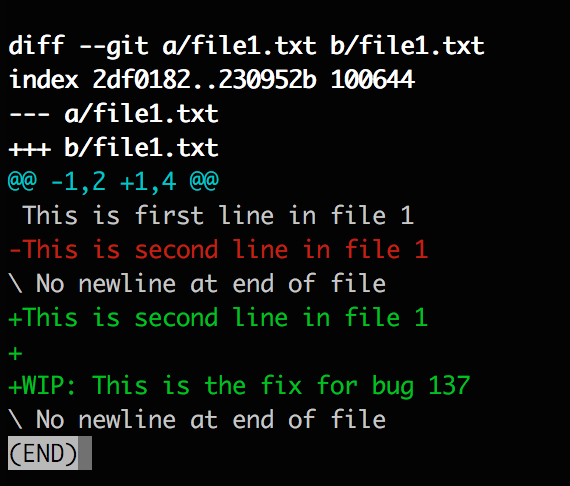 diff --git a/file1.txt b/file1.txt
index 2df0182..230952b 100644
--- a/file1.txt
+++ b/file1.txt
@@ -1,2 +1,4 @@
 This is first line in file 1
-This is second line in file 1
\ No newline at end of file
+This is second line in file 1
+
+WIP: This is the fix for bug 137
\ No newline at end of file
(END)